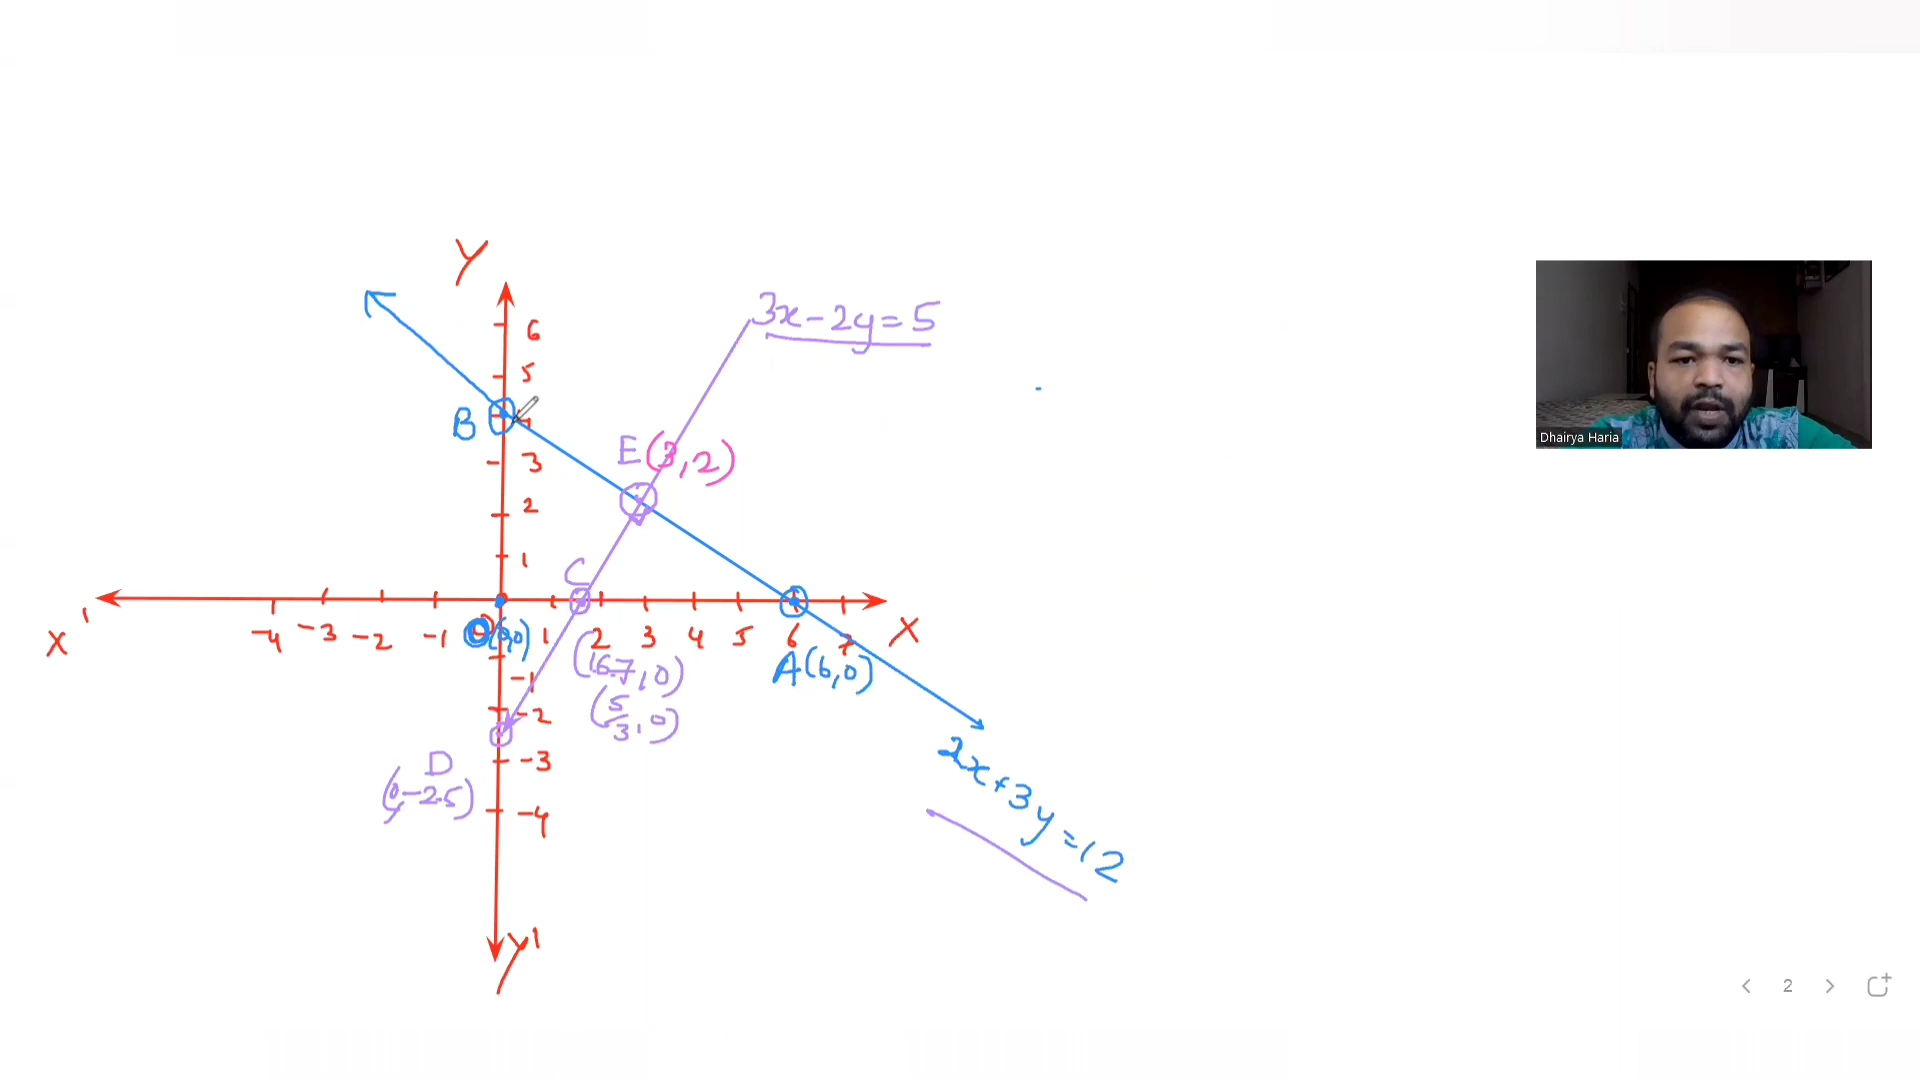 Y
6
3x-2y=5
5
B
4
E(3,2)
3
Dhairya Haria
2
1
C
X'
-4 -3 -2 -1 O(0,0) 1 2 3 4 5 6 7 X
(1.67,0)
A(6,0)
-1
(5/3,0)
-2
D
-3
(0,-2.5)
-4
2x+3y=12
Y'
2